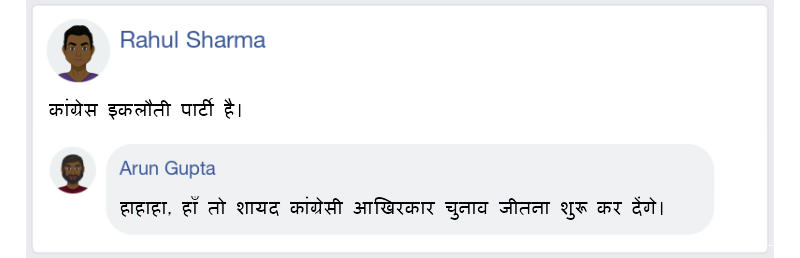 Rahul Sharma
कांग्रेस इकलौती पार्टी है।
Arun Gupta
हाहाहा, हाँ तो शायद कांग्रेसी आखिरकार चुनाव जीतना शुरू कर देंगे।